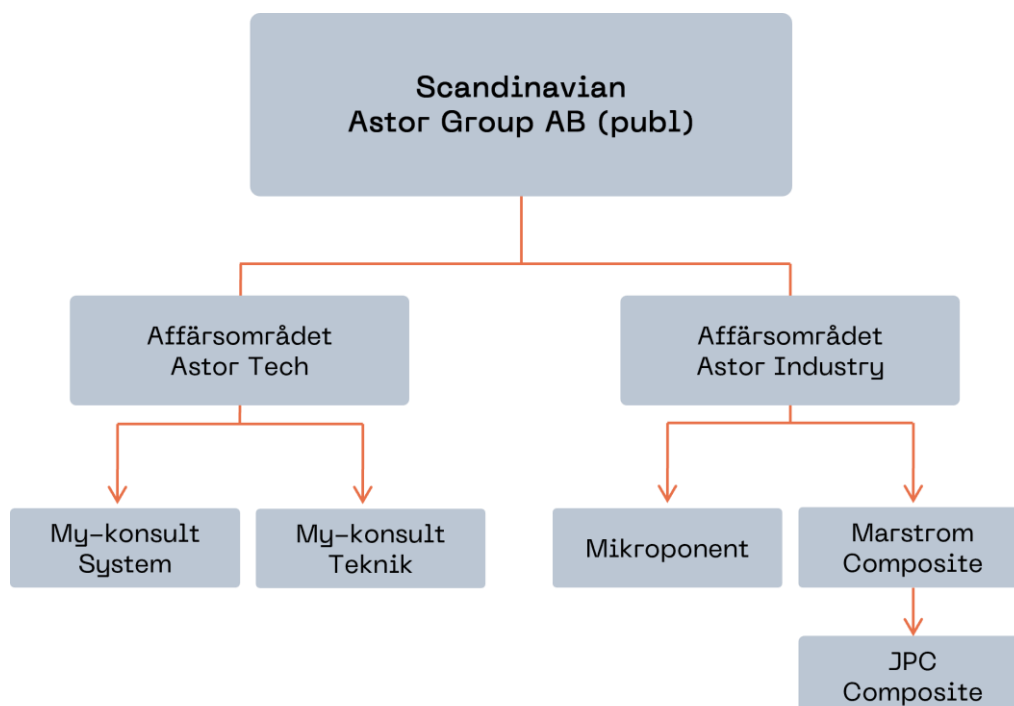 Scandinavian
Astor Group AB (publ)
Affärsområdet
Astor Tech
Affärsområdet
Astor Industry
My-konsult
System
My-konsult
Teknik
Mikroponent
Marstrom
Composite
JPC
Composite